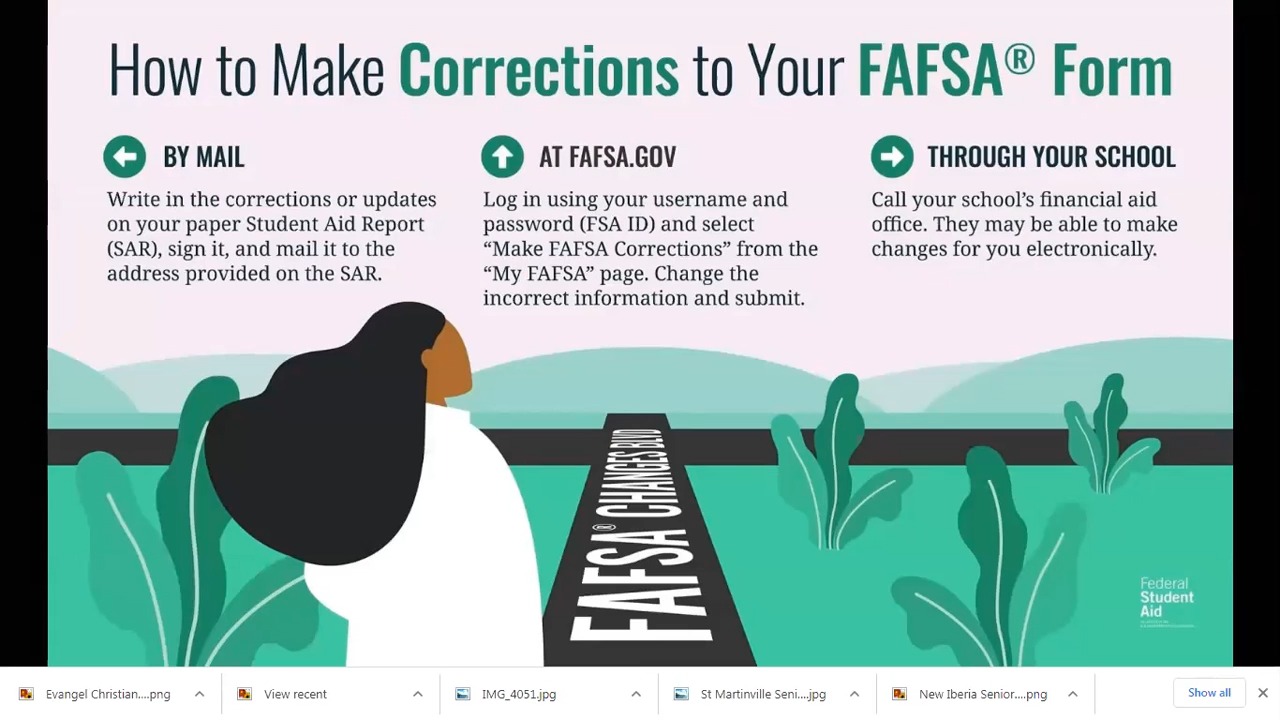 How to Make Corrections to Your FAFSA® Form
BY MAIL
Write in the corrections or updates
on your paper Student Aid Report
(SAR), sign it, and mail it to the
address provided on the SAR.
AT FAFSA.GOV
Log in using your username and
password (FSA ID) and select
“Make FAFSA Corrections” from the
“My FAFSA” page. Change the
incorrect information and submit.
THROUGH YOUR SCHOOL
Call your school’s financial aid
office. They may be able to make
changes for you electronically.
FAFSA® CHANGES BLVD
Federal
Student
Aid
Evangel Christian....png
View recent
IMG_4051.jpg
St Martinville Seni....jpg
New Iberia Senior....png
Show all